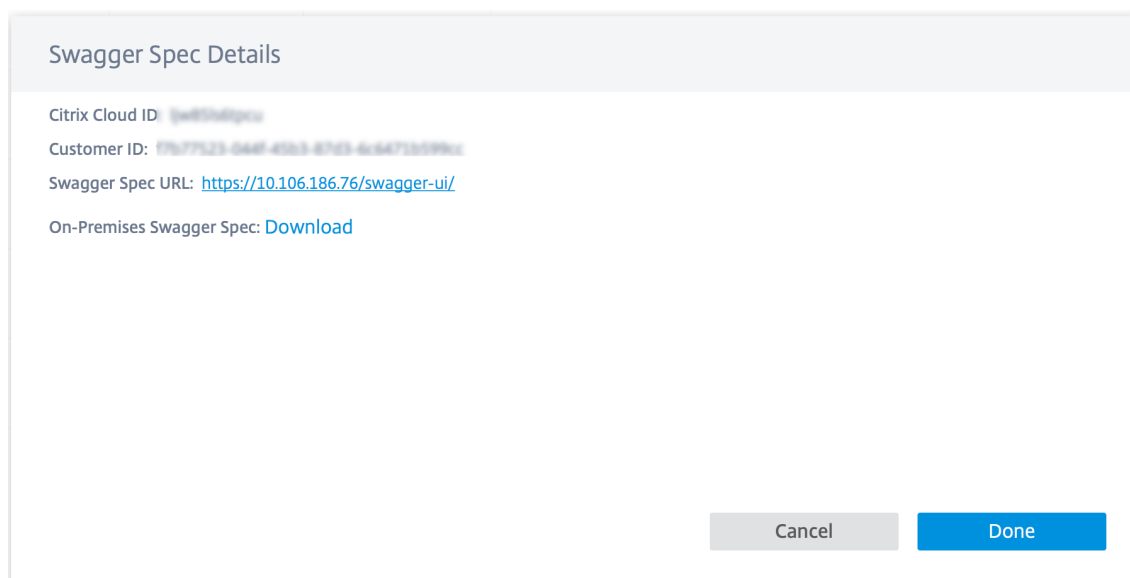 Swagger Spec Details
Citrix Cloud ID:
Customer ID:
Swagger Spec URL: https://10.106.186.76/swagger-ui/
On-Premises Swagger Spec: Download
Cancel Done